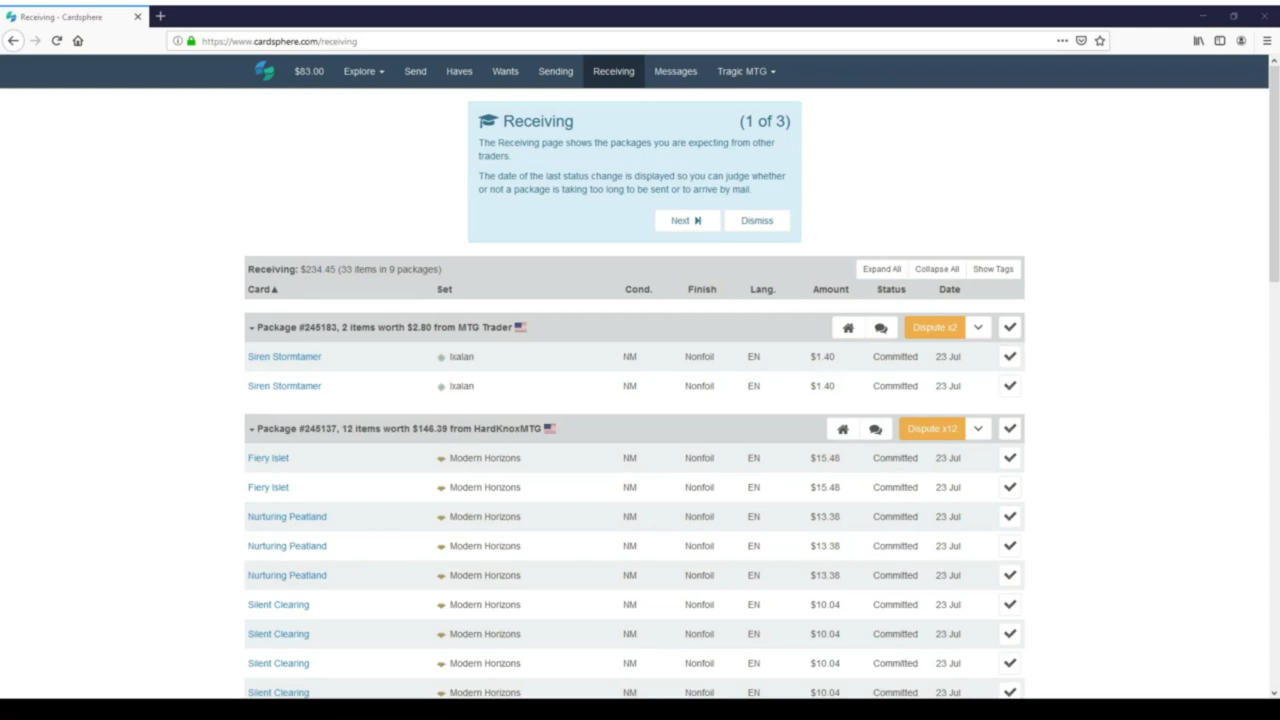 Receiving - Cardsphere
https://www.cardsphere.com/receiving
$83.00 Explore Send Haves Wants Sending Receiving Messages Tragic MTG
Receiving (1 of 3)
The Receiving page shows the packages you are expecting from other
traders.
The date of the last status change is displayed so you can judge whether
or not a package is taking too long to be sent or to arrive by mail.
Next Dismiss
Receiving: $234.45 (33 items in 9 packages) Expand All Collapse All Show Tags
Card Set Cond. Finish Lang. Amount Status Date
Package #245183, 2 items worth $2.80 from MTG Trader Dispute x2
Siren Stormtamer Ixalan NM Nonfoil EN $1.40 Committed 23 Jul
Siren Stormtamer Ixalan NM Nonfoil EN $1.40 Committed 23 Jul
Package #245137, 12 items worth $146.39 from HardKnoxMTG Dispute x12
Fiery Islet Modern Horizons NM Nonfoil EN $15.48 Committed 23 Jul
Fiery Islet Modern Horizons NM Nonfoil EN $15.48 Committed 23 Jul
Nurturing Peatland Modern Horizons NM Nonfoil EN $13.38 Committed 23 Jul
Nurturing Peatland Modern Horizons NM Nonfoil EN $13.38 Committed 23 Jul
Nurturing Peatland Modern Horizons NM Nonfoil EN $13.38 Committed 23 Jul
Silent Clearing Modern Horizons NM Nonfoil EN $10.04 Committed 23 Jul
Silent Clearing Modern Horizons NM Nonfoil EN $10.04 Committed 23 Jul
Silent Clearing Modern Horizons NM Nonfoil EN $10.04 Committed 23 Jul
Silent Clearing Modern Horizons NM Nonfoil EN $10.04 Committed 23 Jul